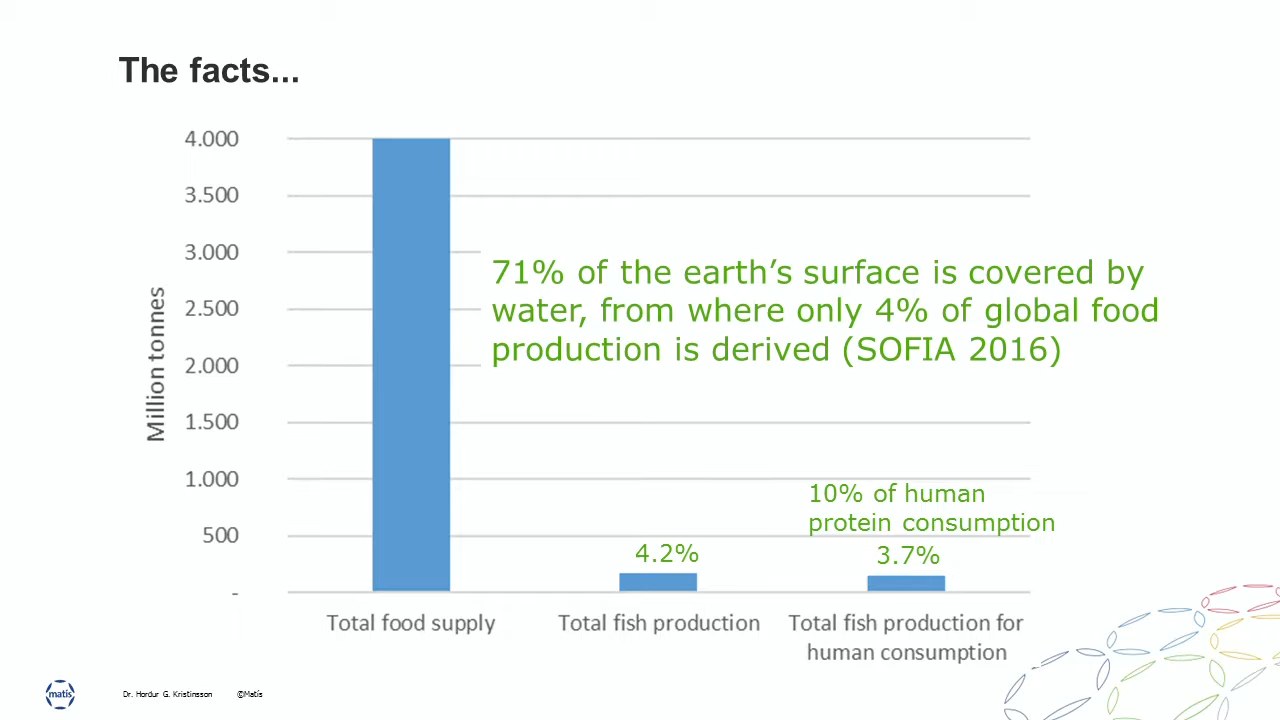 The facts...
4.000
3.500
3.000
2.500
2.000
1.500
1.000
500
-
Million tonnes
71% of the earth’s surface is covered by
water, from where only 4% of global food
production is derived (SOFIA 2016)
10% of human
protein consumption
4.2%
3.7%
Total food supply
Total fish production
Total fish production for
human consumption
matis
Dr. Hordur G. Kristinsson
©Matís